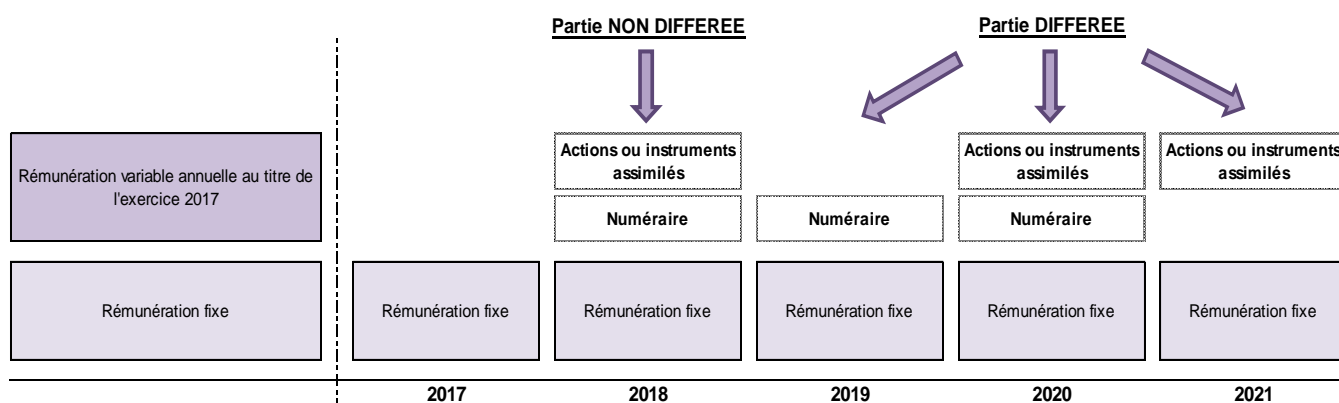 Partie NON DIFFEREE
Partie DIFFEREE
Rémunération variable annuelle au titre de
l'exercice 2017
Actions ou instruments
assimilés
Actions ou instruments
assimilés
Actions ou instruments
assimilés
Numéraire
Numéraire
Numéraire
Rémunération fixe
Rémunération fixe
Rémunération fixe
Rémunération fixe
Rémunération fixe
Rémunération fixe
2017
2018
2019
2020
2021